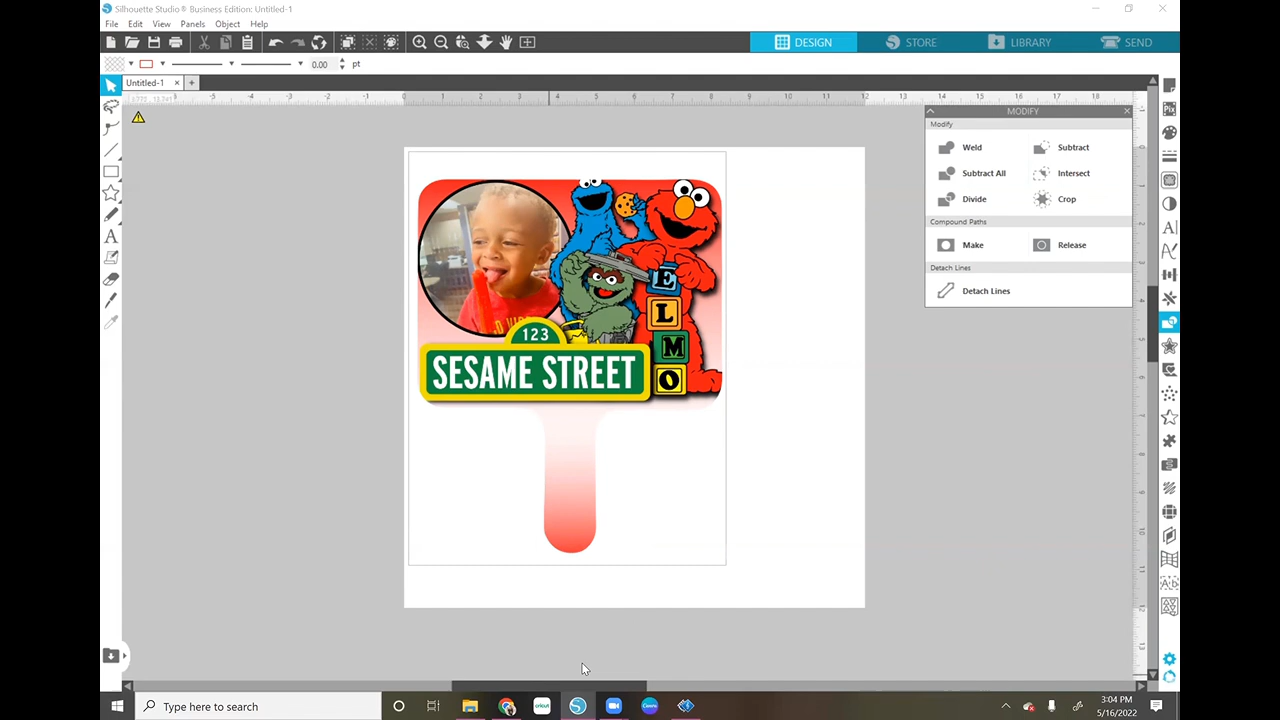 Silhouette Studio® Business Edition: Untitled-1
File Edit View Panels Object Help
DESIGN STORE LIBRARY SEND
0.00 pt
Untitled-1
MODIFY
Modify
Weld Subtract
Subtract All Intersect
Divide Crop
Compound Paths
Make Release
Detach Lines
Detach Lines
E
L
M
O
123
SESAME STREET
Type here to search
cricut
Canva
3:04 PM
5/16/2022